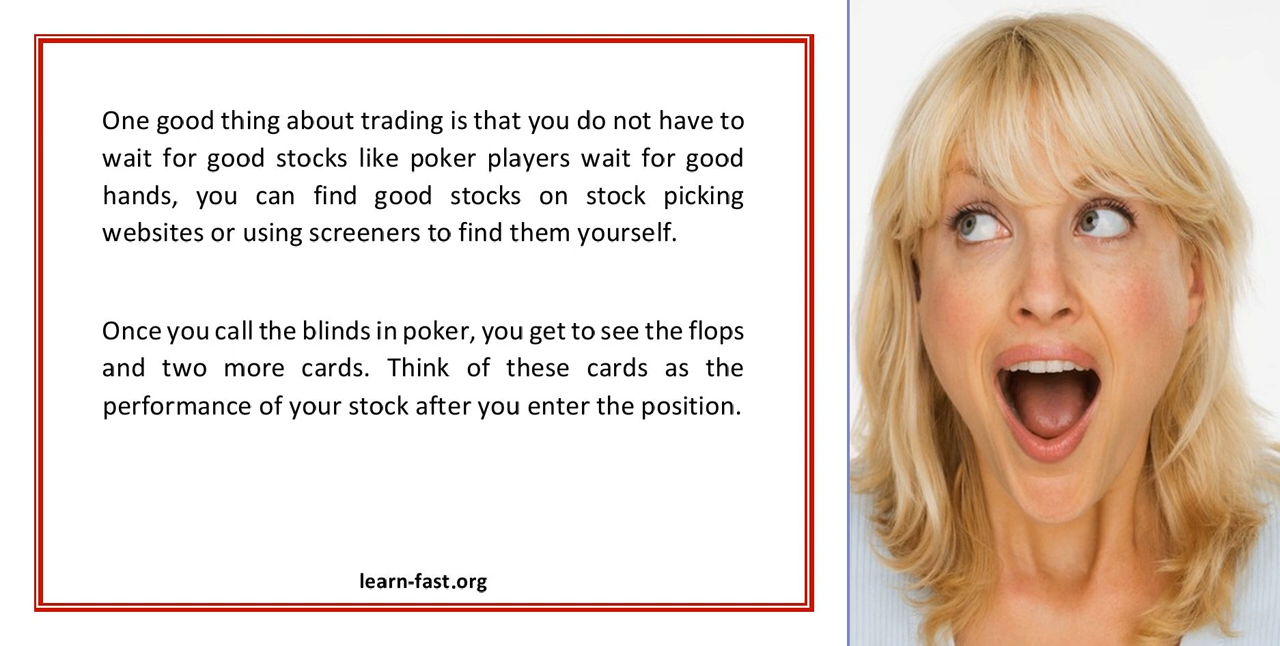 One good thing about trading is that you do not have to
wait for good stocks like poker players wait for good
hands, you can find good stocks on stock picking
websites or using screeners to find them yourself.
Once you call the blinds in poker, you get to see the flops
and two more cards. Think of these cards as the
performance of your stock after you enter the position.
learn-fast.org